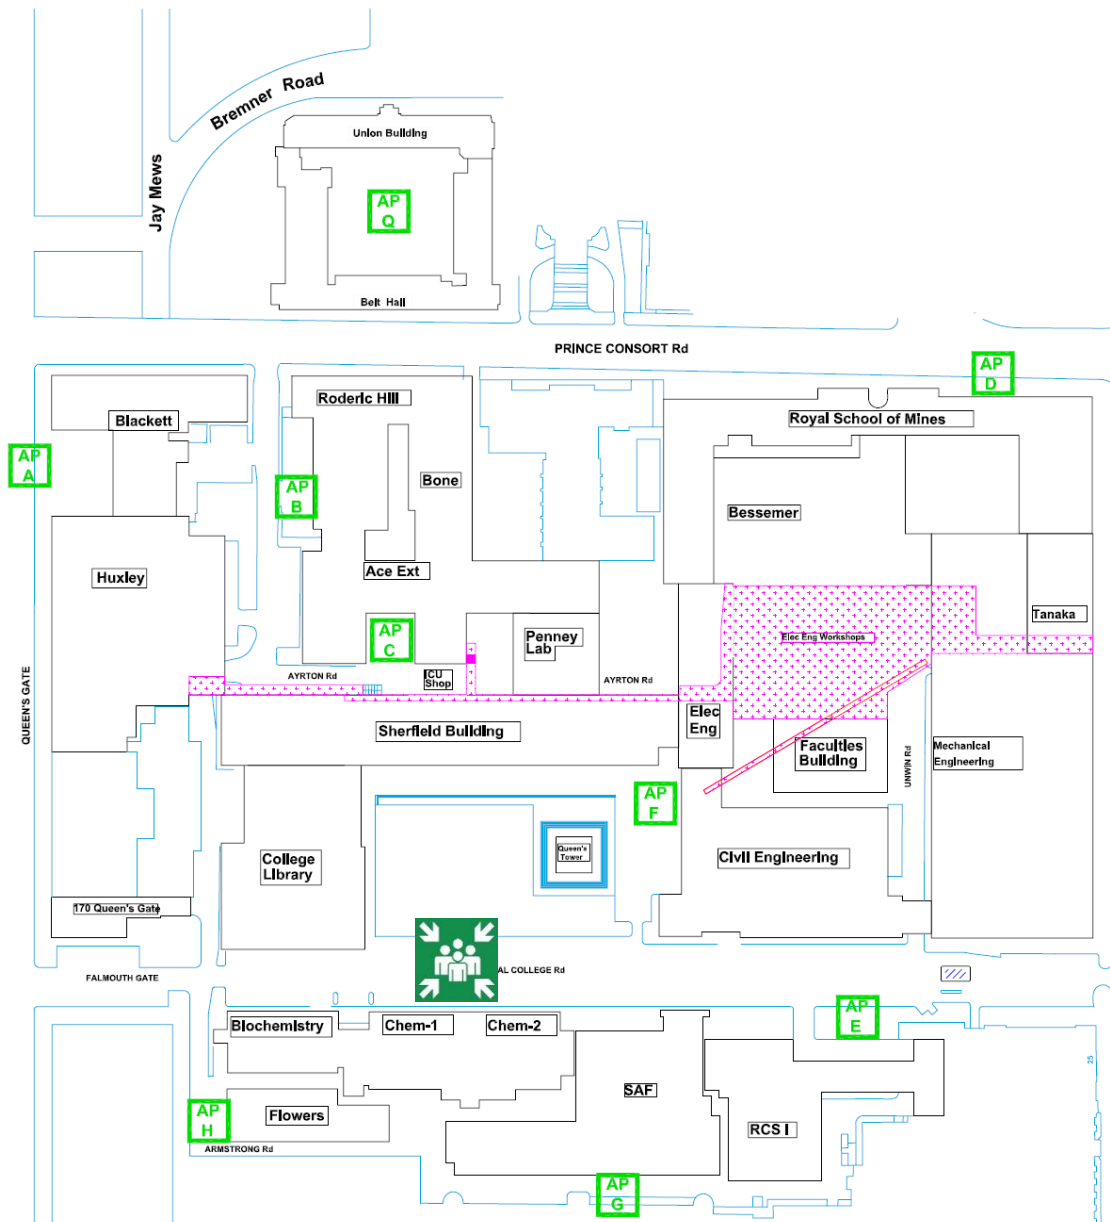 Bremner Road
Jay Mews
Union Building
AP
Q
Belt Hall
PRINCE CONSORT Rd
AP
D
Blackett
Roderic Hill
Royal School of Mines
AP
A
AP
B
Bone
Bessemer
Huxley
Ace Ext
AP
C
Penney
Lab
Elec Eng Workshops
Tanaka
QUEEN'S GATE
AYRTON Rd
ICU
Shop
AYRTON Rd
Sherfield Building
Elec
Eng
Faculties
Building
UNWIN Rd
Mechanical
Engineering
AP
F
College
Library
Queen's
Tower
Civil Engineering
170 Queen's Gate
FALMOUTH GATE
AL COLLEGE Rd
AP
E
Biochemistry
Chem-1
Chem-2
25
SAF
AP
H
Flowers
RCS I
ARMSTRONG Rd
AP
G